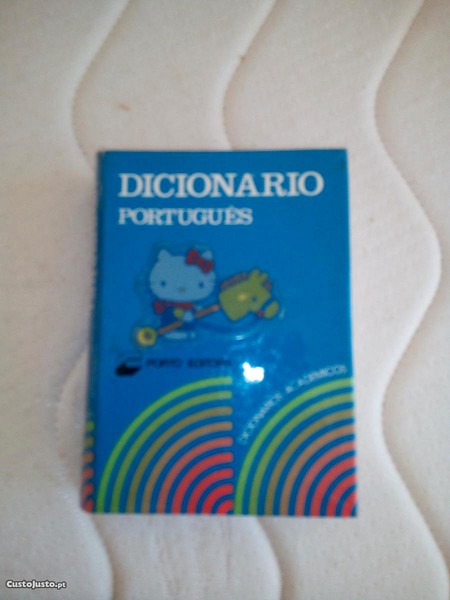 DICIONARIO
PORTUGUÊS
PORTO EDITORA
DICIONÁRIOS ACADÉMICOS
CustoJusto.pt